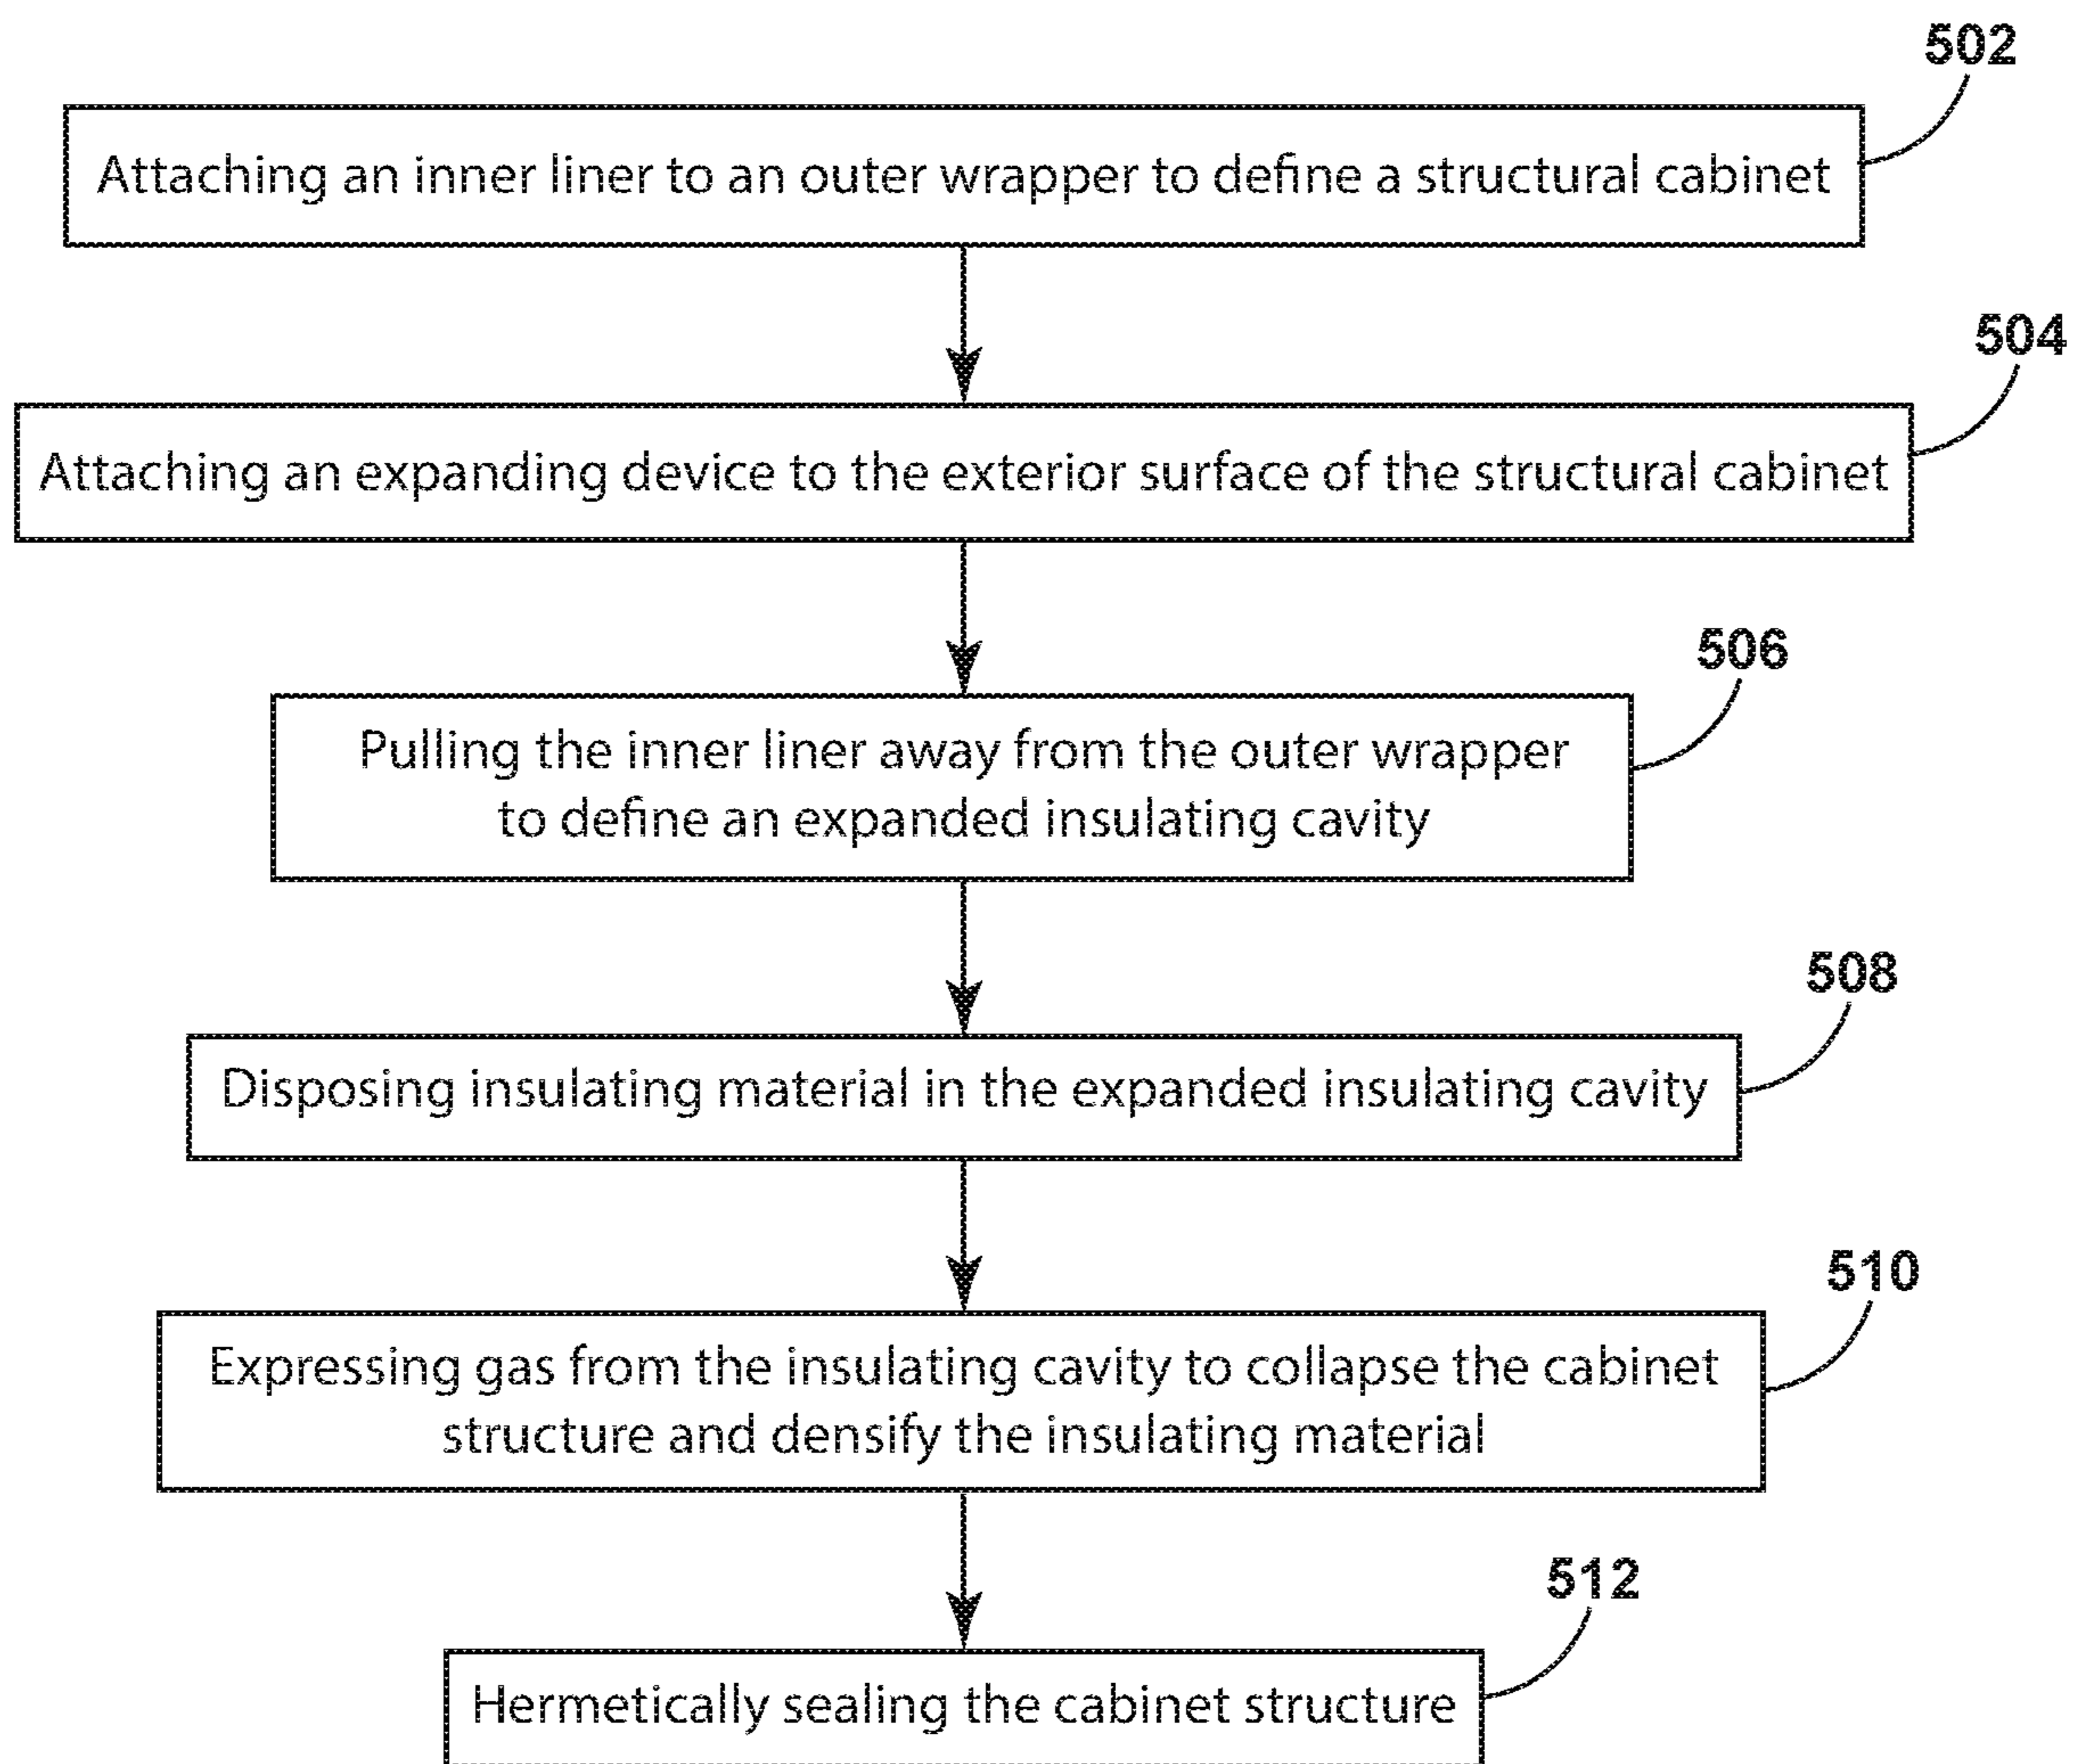 502
Attaching an inner liner to an outer wrapper to define a structural cabinet
504
Attaching an expanding device to the exterior surface of the structural cabinet
506
Pulling the inner liner away from the outer wrapper
to define an expanded insulating cavity
508
Disposing insulating material in the expanded insulating cavity
510
Expressing gas from the insulating cavity to collapse the cabinet
structure and densify the insulating material
512
Hermetically sealing the cabinet structure